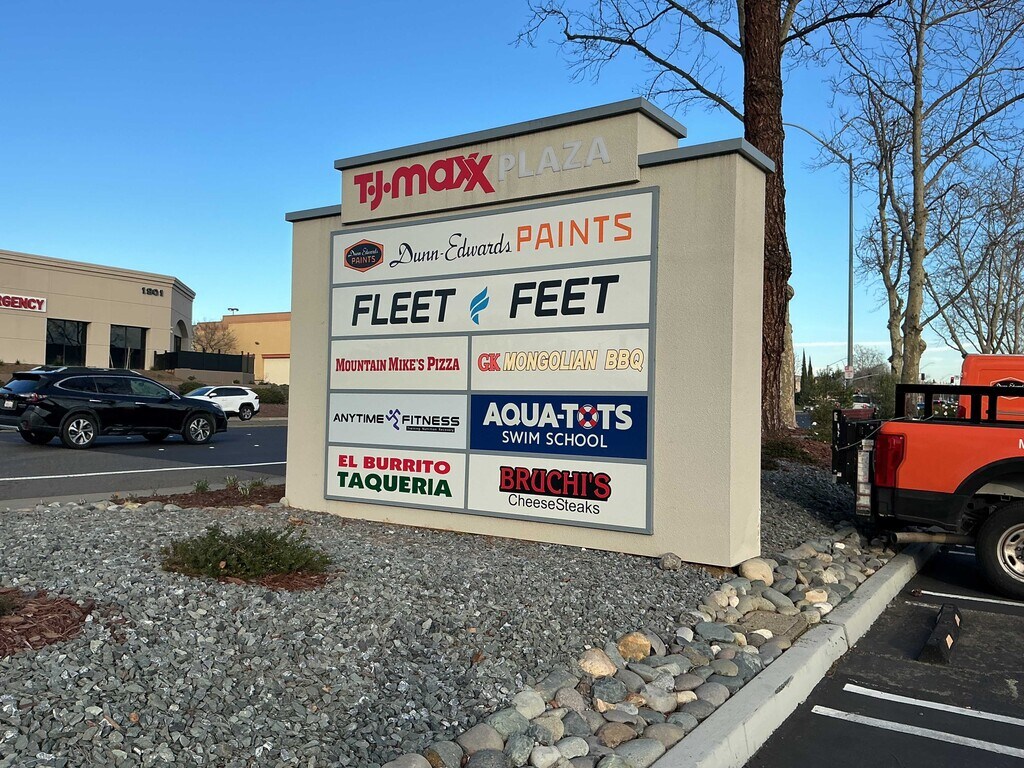 T·J·maxx PLAZA
Dunn-Edwards PAINTS
Dunn-Edwards PAINTS
FLEET FEET
MOUNTAIN MIKE'S PIZZA
GK MONGOLIAN BBQ
ANYTIME FITNESS
AQUA-TOTS
SWIM SCHOOL
EL BURRITO
TAQUERIA
BRUCHI'S
CheeseSteaks
RGENCY
1801